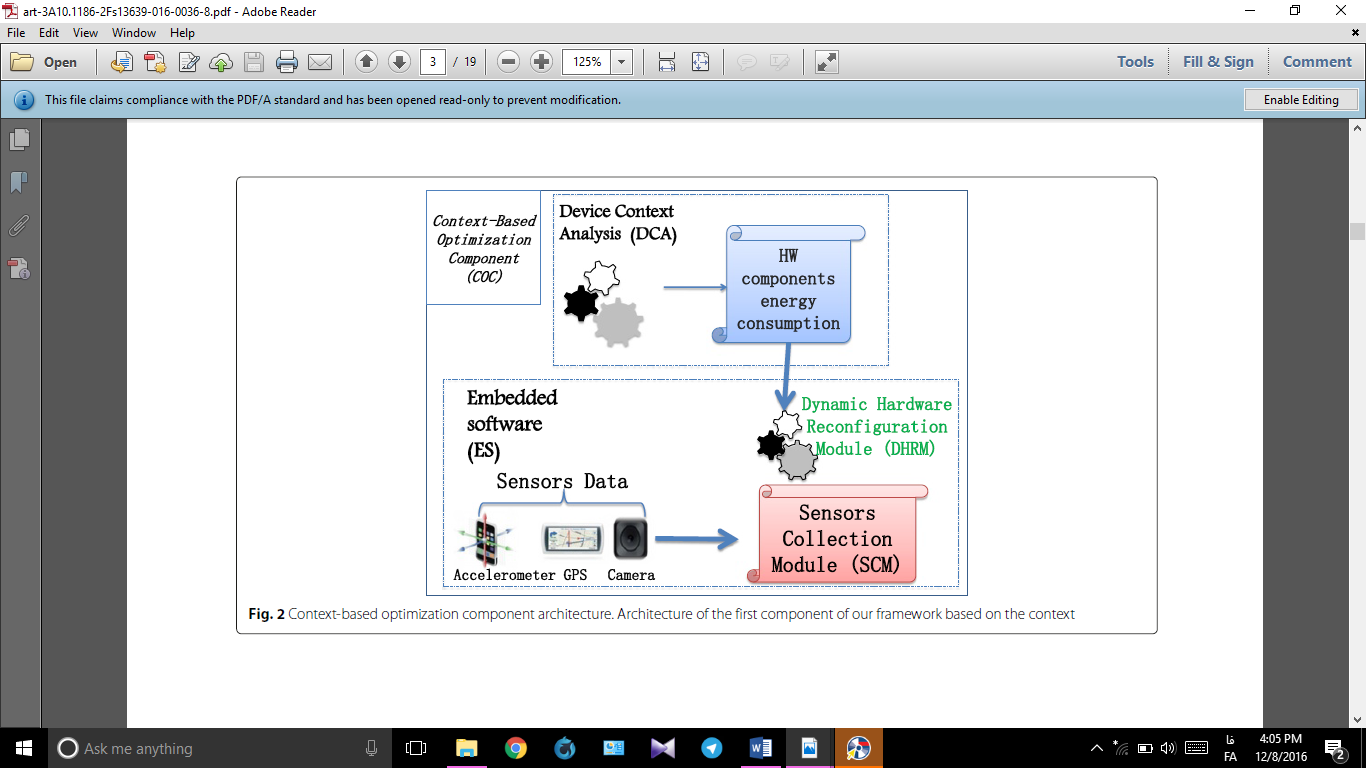 art-3A10.1186-2Fs13639-016-0036-8.pdf - Adobe Reader
File Edit View Window Help
Open 3 / 19 125% Tools Fill & Sign Comment
This file claims compliance with the PDF/A standard and has been opened read-only to prevent modification.
Enable Editing
Context-Based
Optimization
Component
(COC)
Device Context
Analysis (DCA)
HW
components
energy
consumption
Embedded
software
(ES)
Dynamic Hardware
Reconfiguration
Module (DHRM)
Sensors Data
Accelerometer GPS Camera
Sensors
Collection
Module (SCM)
Fig. 2 Context-based optimization component architecture. Architecture of the first component of our framework based on the context
Ask me anything
فا
FA
4:05 PM
12/8/2016
2